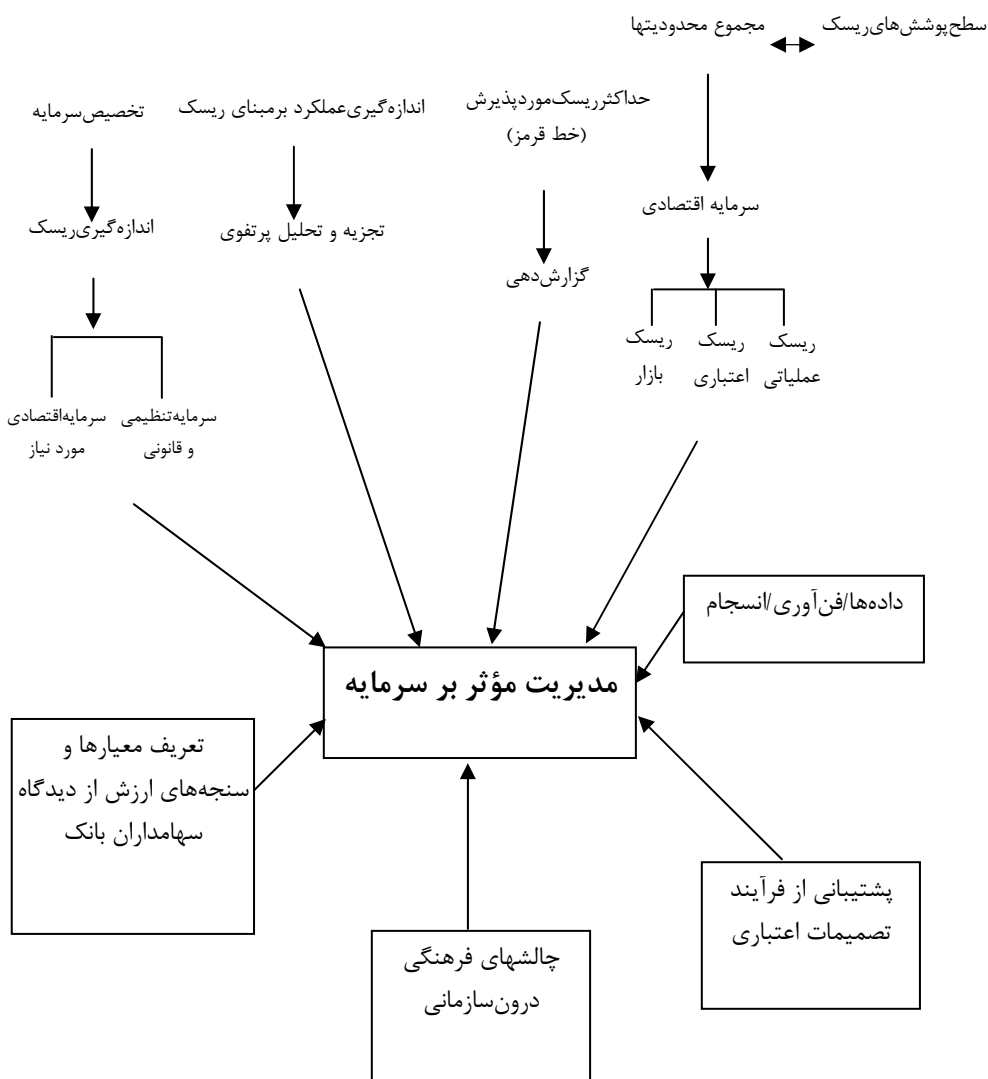 سطح‌پوشش‌های‌ریسک
مجموع محدودیتها
حداکثرریسک‌موردپذیرش
(خط قرمز)
اندازه‌گیری‌عملکرد برمبنای ریسک
تخصیص‌سرمایه
سرمایه اقتصادی
گزارش‌دهی
تجزیه و تحلیل پرتفوی
اندازه‌گیری‌ریسک
ریسک
عملیاتی
ریسک
اعتباری
ریسک
بازار
سرمایه‌تنظیمی
و قانونی
سرمایه‌اقتصادی
مورد نیاز
داده‌ها/فن‌آوری/انسجام
مدیریت مؤثر بر سرمایه
تعریف معیارها و
سنجه‌های ارزش از دیدگاه
سهامداران بانک
پشتیبانی از فرآیند
تصمیمات اعتباری
چالشهای فرهنگی
درون‌سازمانی